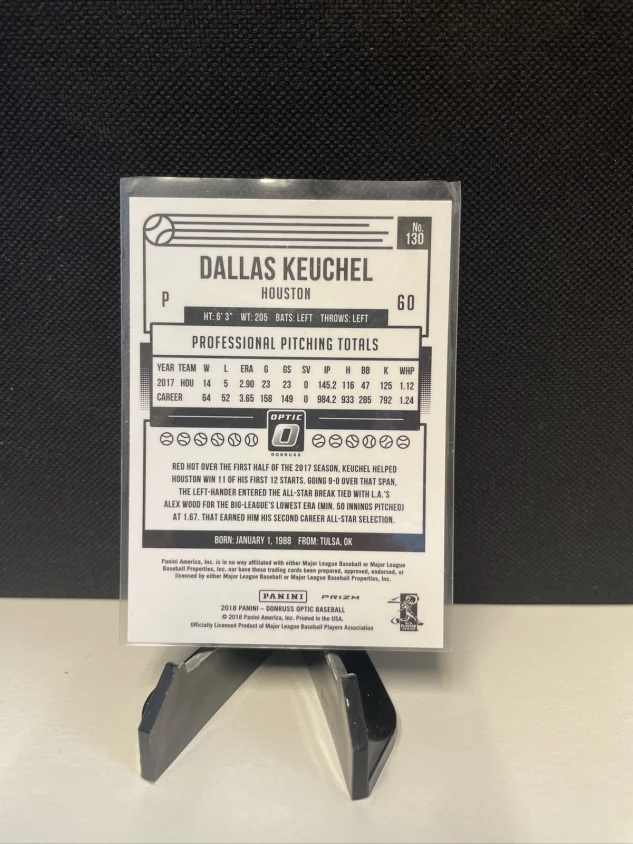 No.
130
DALLAS KEUCHEL
HOUSTON
P
60
HT: 6' 3" WT: 205 BATS: LEFT THROWS: LEFT
PROFESSIONAL PITCHING TOTALS
YEAR TEAM W L ERA G GS SV IP H BB K WHP
2017 HOU 14 5 2.90 23 23 0 145.2 116 47 125 1.12
CAREER 64 52 3.65 158 149 0 984.2 933 285 792 1.24
OPTIC
O
DONRUSS
RED HOT OVER THE FIRST HALF OF THE 2017 SEASON, KEUCHEL HELPED
HOUSTON WIN 11 OF HIS FIRST 12 STARTS. GOING 9-0 OVER THAT SPAN,
THE LEFT-HANDER ENTERED THE ALL-STAR BREAK TIED WITH L.A.'S
ALEX WOOD FOR THE BIG-LEAGUE'S LOWEST ERA (MIN. 50 INNINGS PITCHED)
AT 1.67. THAT EARNED HIM HIS SECOND CAREER ALL-STAR SELECTION.
BORN: JANUARY 1, 1988 FROM: TULSA, OK
Panini America, Inc. is in no way affiliated with either Major League Baseball or Major League
Baseball Properties, Inc. nor have these trading cards been prepared, approved, endorsed, or
licensed by either Major League Baseball or Major League Baseball Properties, Inc.
PANINI PRIZM
2018 PANINI – DONRUSS OPTIC BASEBALL
© 2018 Panini America, Inc. Printed in the USA.
Officially Licensed Product of Major League Baseball Players Association